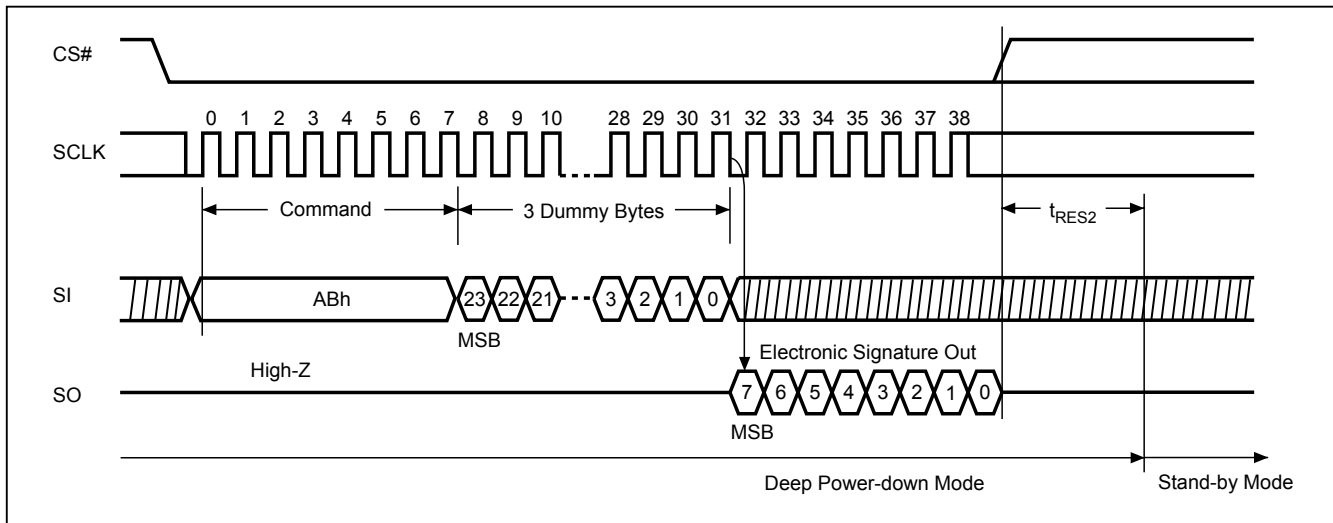 CS#
0 1 2 3 4 5 6 7 8 9 10 28 29 30 31 32 33 34 35 36 37 38
SCLK
Command 3 Dummy Bytes tRES2
SI ABh 23 22 21 3 2 1 0
MSB
Electronic Signature Out
High-Z
SO 7 6 5 4 3 2 1 0
MSB
Deep Power-down Mode Stand-by Mode